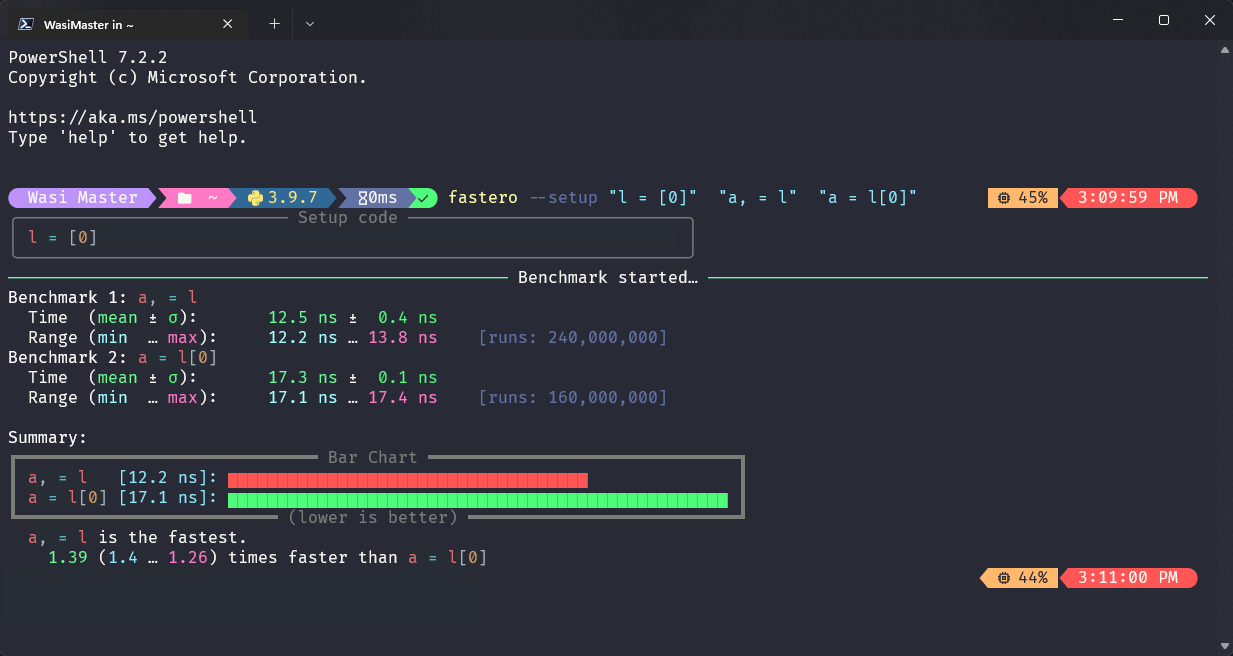 WasiMaster in ~
PowerShell 7.2.2
Copyright (c) Microsoft Corporation.
https://aka.ms/powershell
Type 'help' to get help.
Wasi Master ~ 3.9.7 0ms fastero --setup "l = [0]" "a, = l" "a = l[0]" 45% 3:09:59 PM
Setup code
l = [0]
Benchmark started…
Benchmark 1: a, = l
Time (mean ± σ): 12.5 ns ± 0.4 ns
Range (min … max): 12.2 ns … 13.8 ns [runs: 240,000,000]
Benchmark 2: a = l[0]
Time (mean ± σ): 17.3 ns ± 0.1 ns
Range (min … max): 17.1 ns … 17.4 ns [runs: 160,000,000]
Summary:
Bar Chart
a, = l [12.2 ns]:
a = l[0] [17.1 ns]:
(lower is better)
a, = l is the fastest.
1.39 (1.4 … 1.26) times faster than a = l[0]
44% 3:11:00 PM